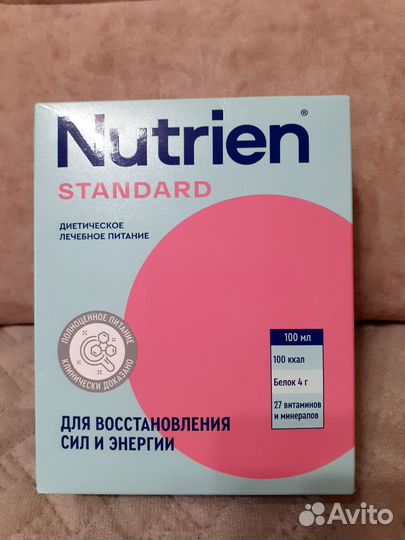 Nutrien®
STANDARD
ДИЕТИЧЕСКОЕ
ЛЕЧЕБНОЕ ПИТАНИЕ
ПОЛНОЦЕННОЕ ПИТАНИЕ
КЛИНИЧЕСКИ ДОКАЗАНО
100 мл
100 ккал
Белок 4 г
27 витаминов
и минералов
ДЛЯ ВОССТАНОВЛЕНИЯ
СИЛ И ЭНЕРГИИ
Avito